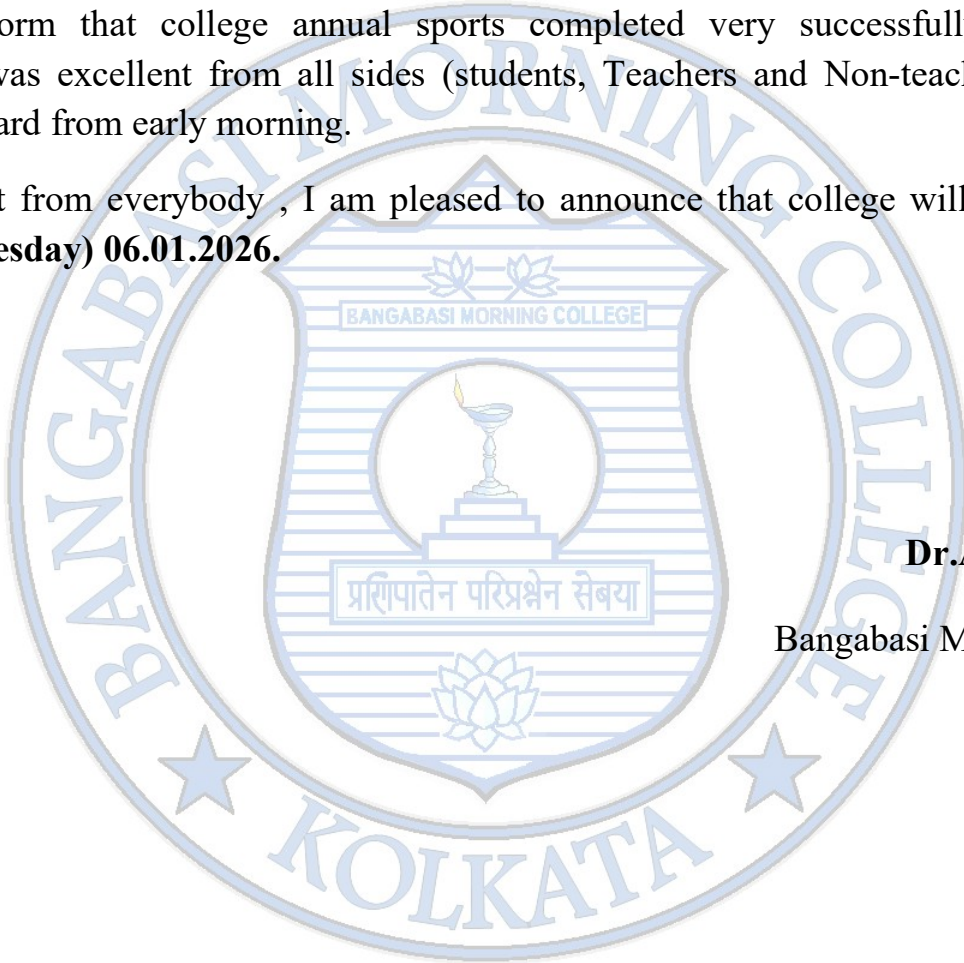 orm that college annual sports completed very successfull
was excellent from all sides (students, Teachers and Non-teach
ard from early morning.
t from everybody , I am pleased to announce that college will
esday) 06.01.2026.
BANGABASI MORNING COLLEGE
BANGABASI MORNING COLLEGE
प्रणिपातेन परिप्रश्नेन सेबया
Dr.A
Bangabasi M
KOLKATA